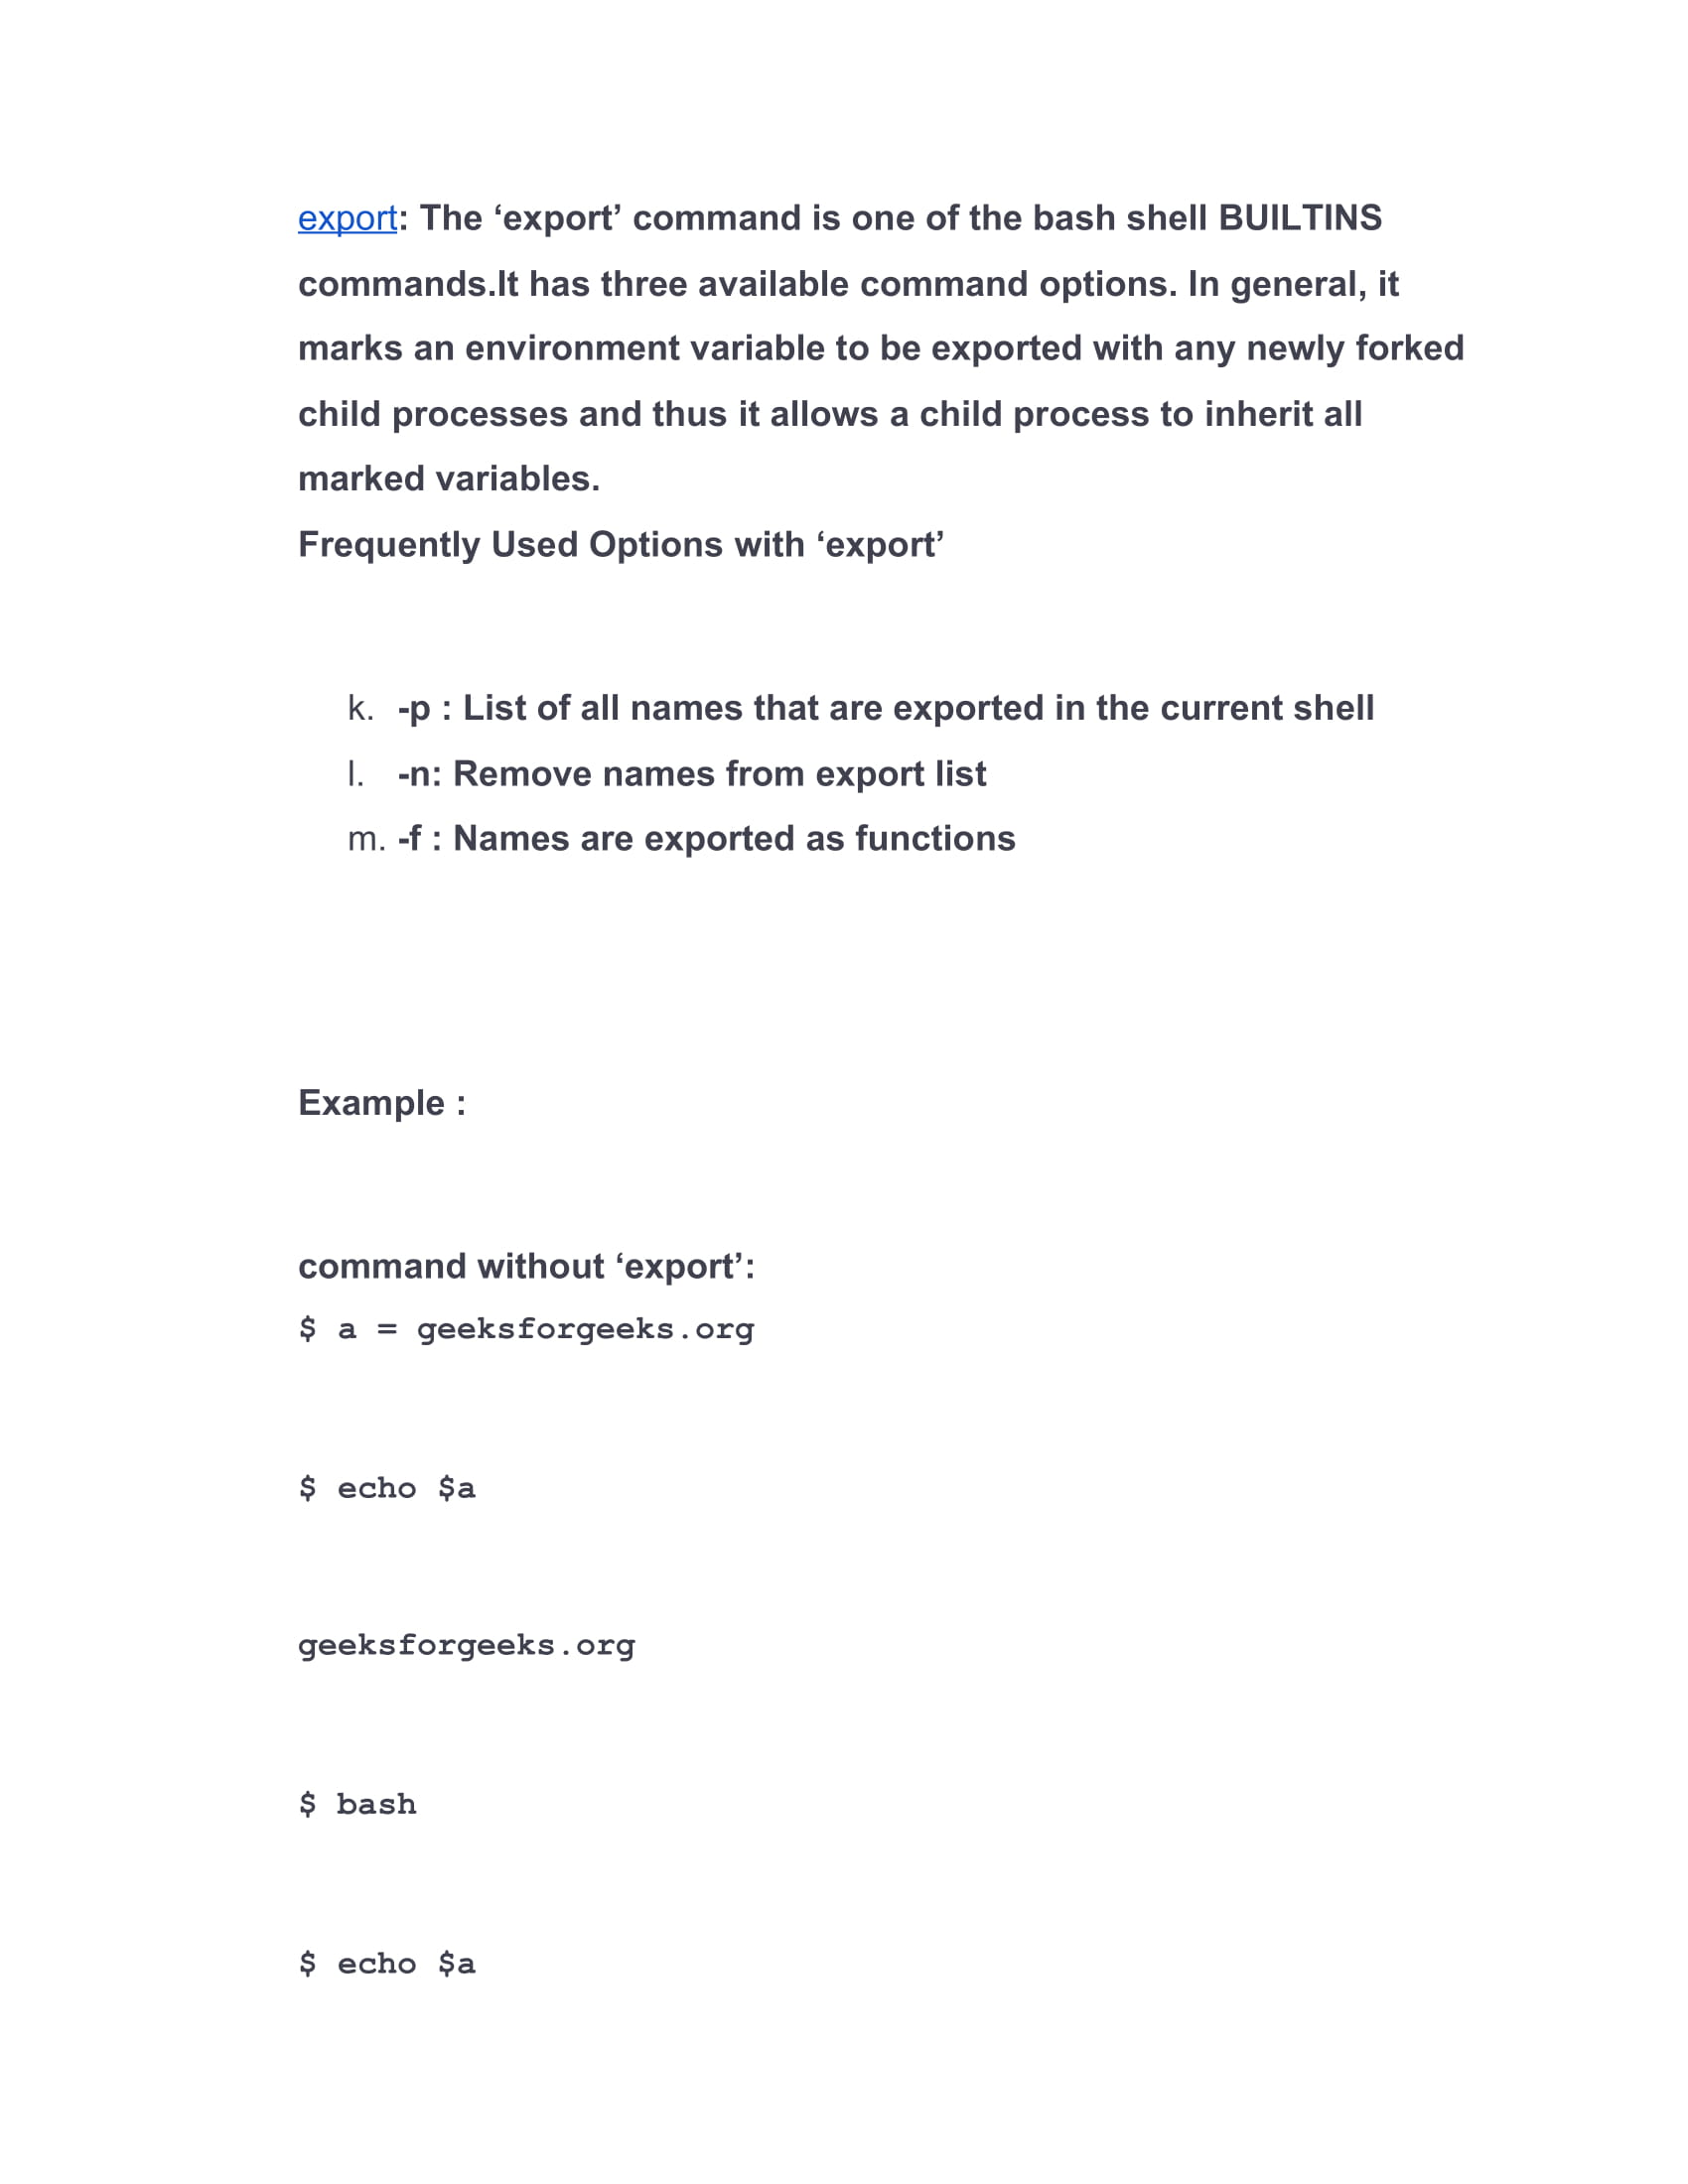 export: The ‘export’ command is one of the bash shell BUILTINS
commands.It has three available command options. In general, it
marks an environment variable to be exported with any newly forked
child processes and thus it allows a child process to inherit all
marked variables.
Frequently Used Options with ‘export’
k. -p : List of all names that are exported in the current shell
l. -n: Remove names from export list
m. -f : Names are exported as functions
Example :
command without ‘export’:
$ a = geeksforgeeks.org
$ echo $a
geeksforgeeks.org
$ bash
$ echo $a